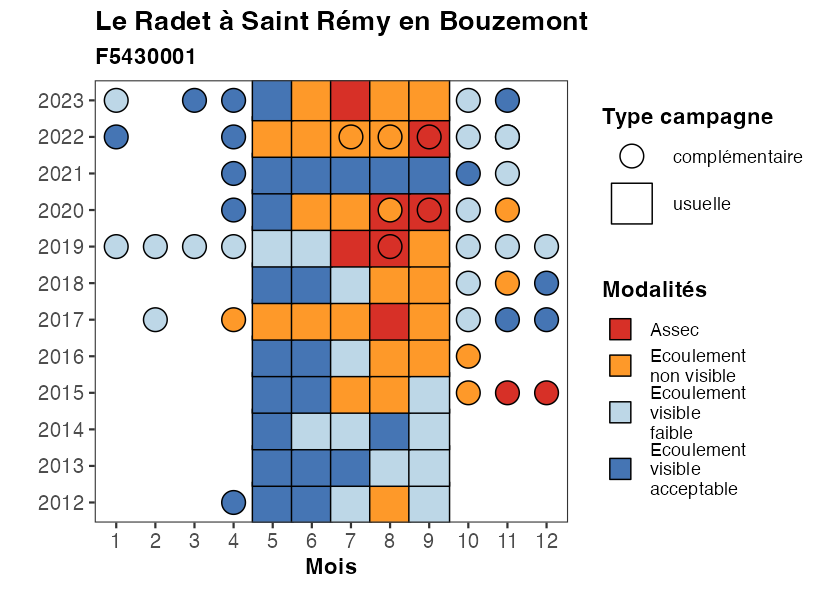 Le Radet à Saint Rémy en Bouzemont
F5430001
2023
2022
2021
2020
2019
2018
2017
2016
2015
2014
2013
2012
1 2 3 4 5 6 7 8 9 10 11 12
Mois
Type campagne
complémentaire
usuelle
Modalités
Assec
Ecoulement
non visible
Ecoulement
visible
faible
Ecoulement
visible
acceptable